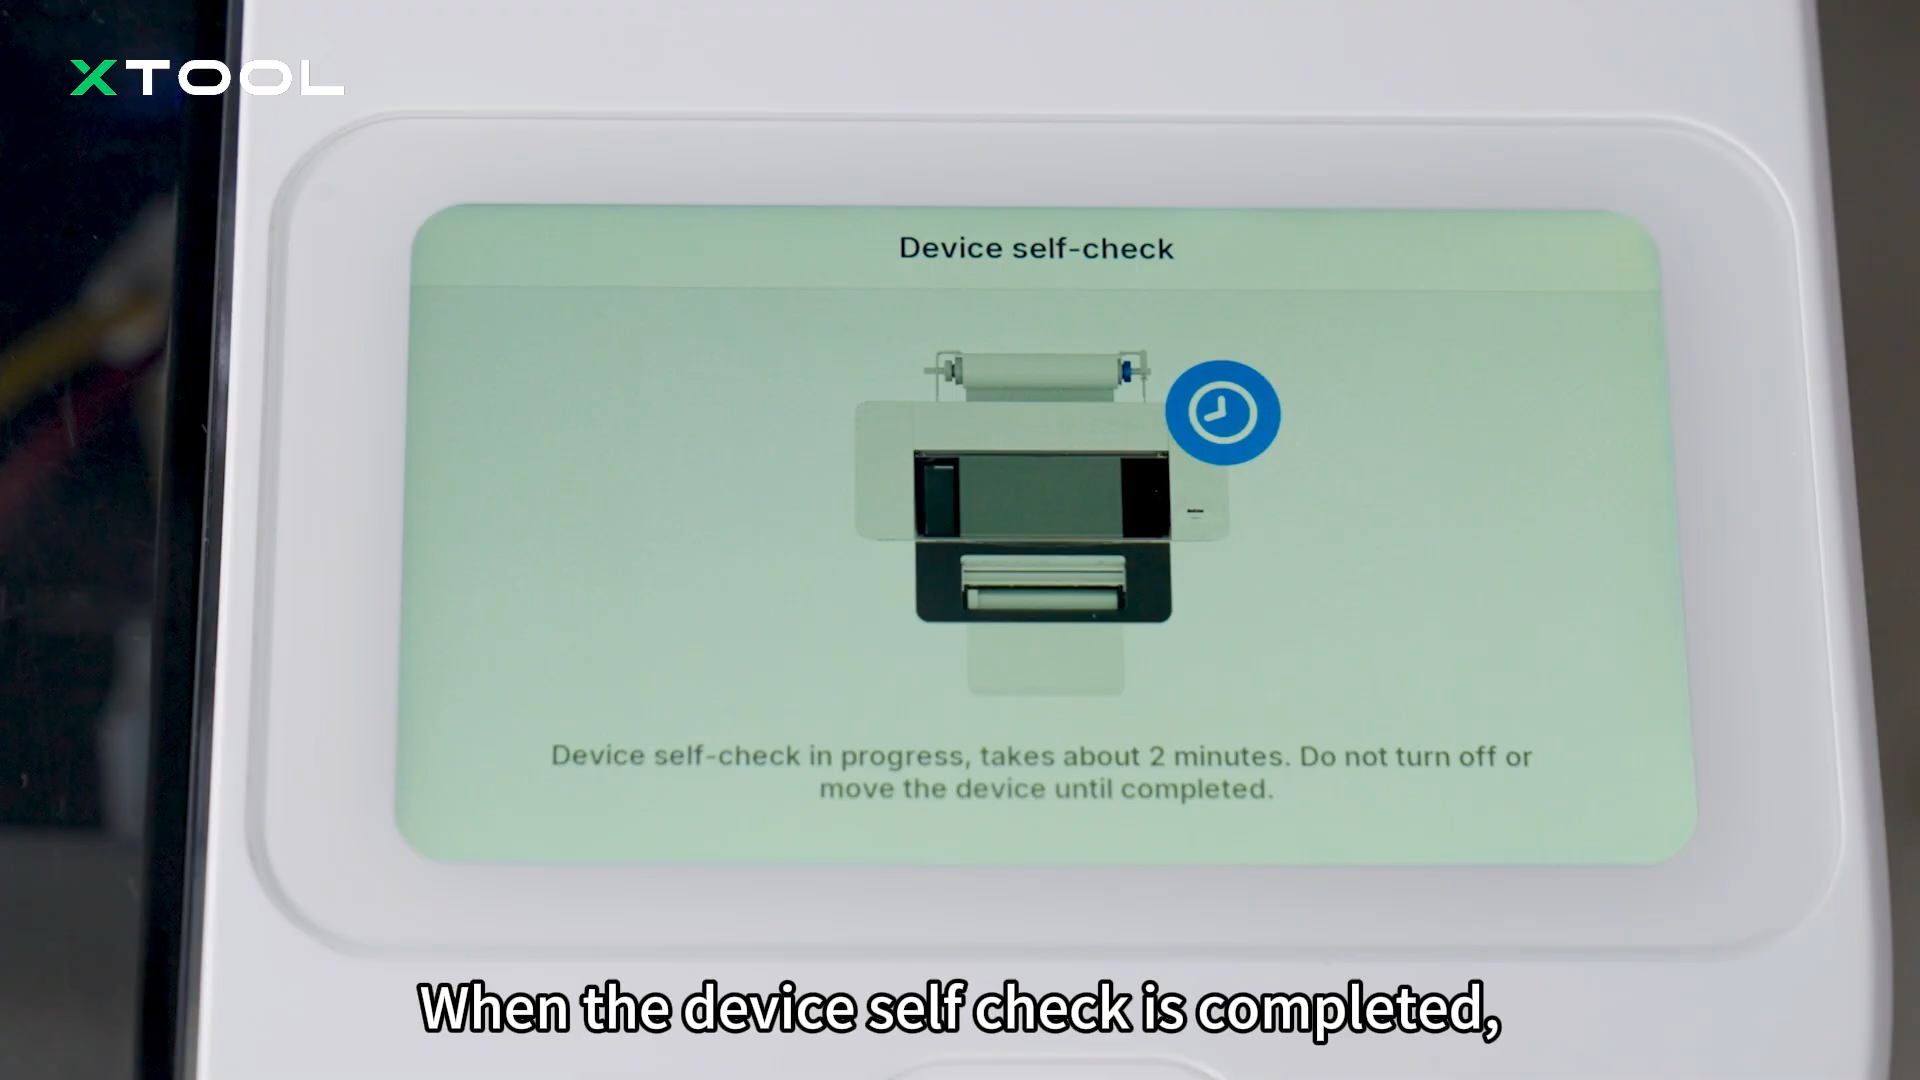 XTOOL
Device self-check
Device self-check in progress, takes about 2 minutes. Do not turn off or
move the device until completed.
When the device self check is completed,